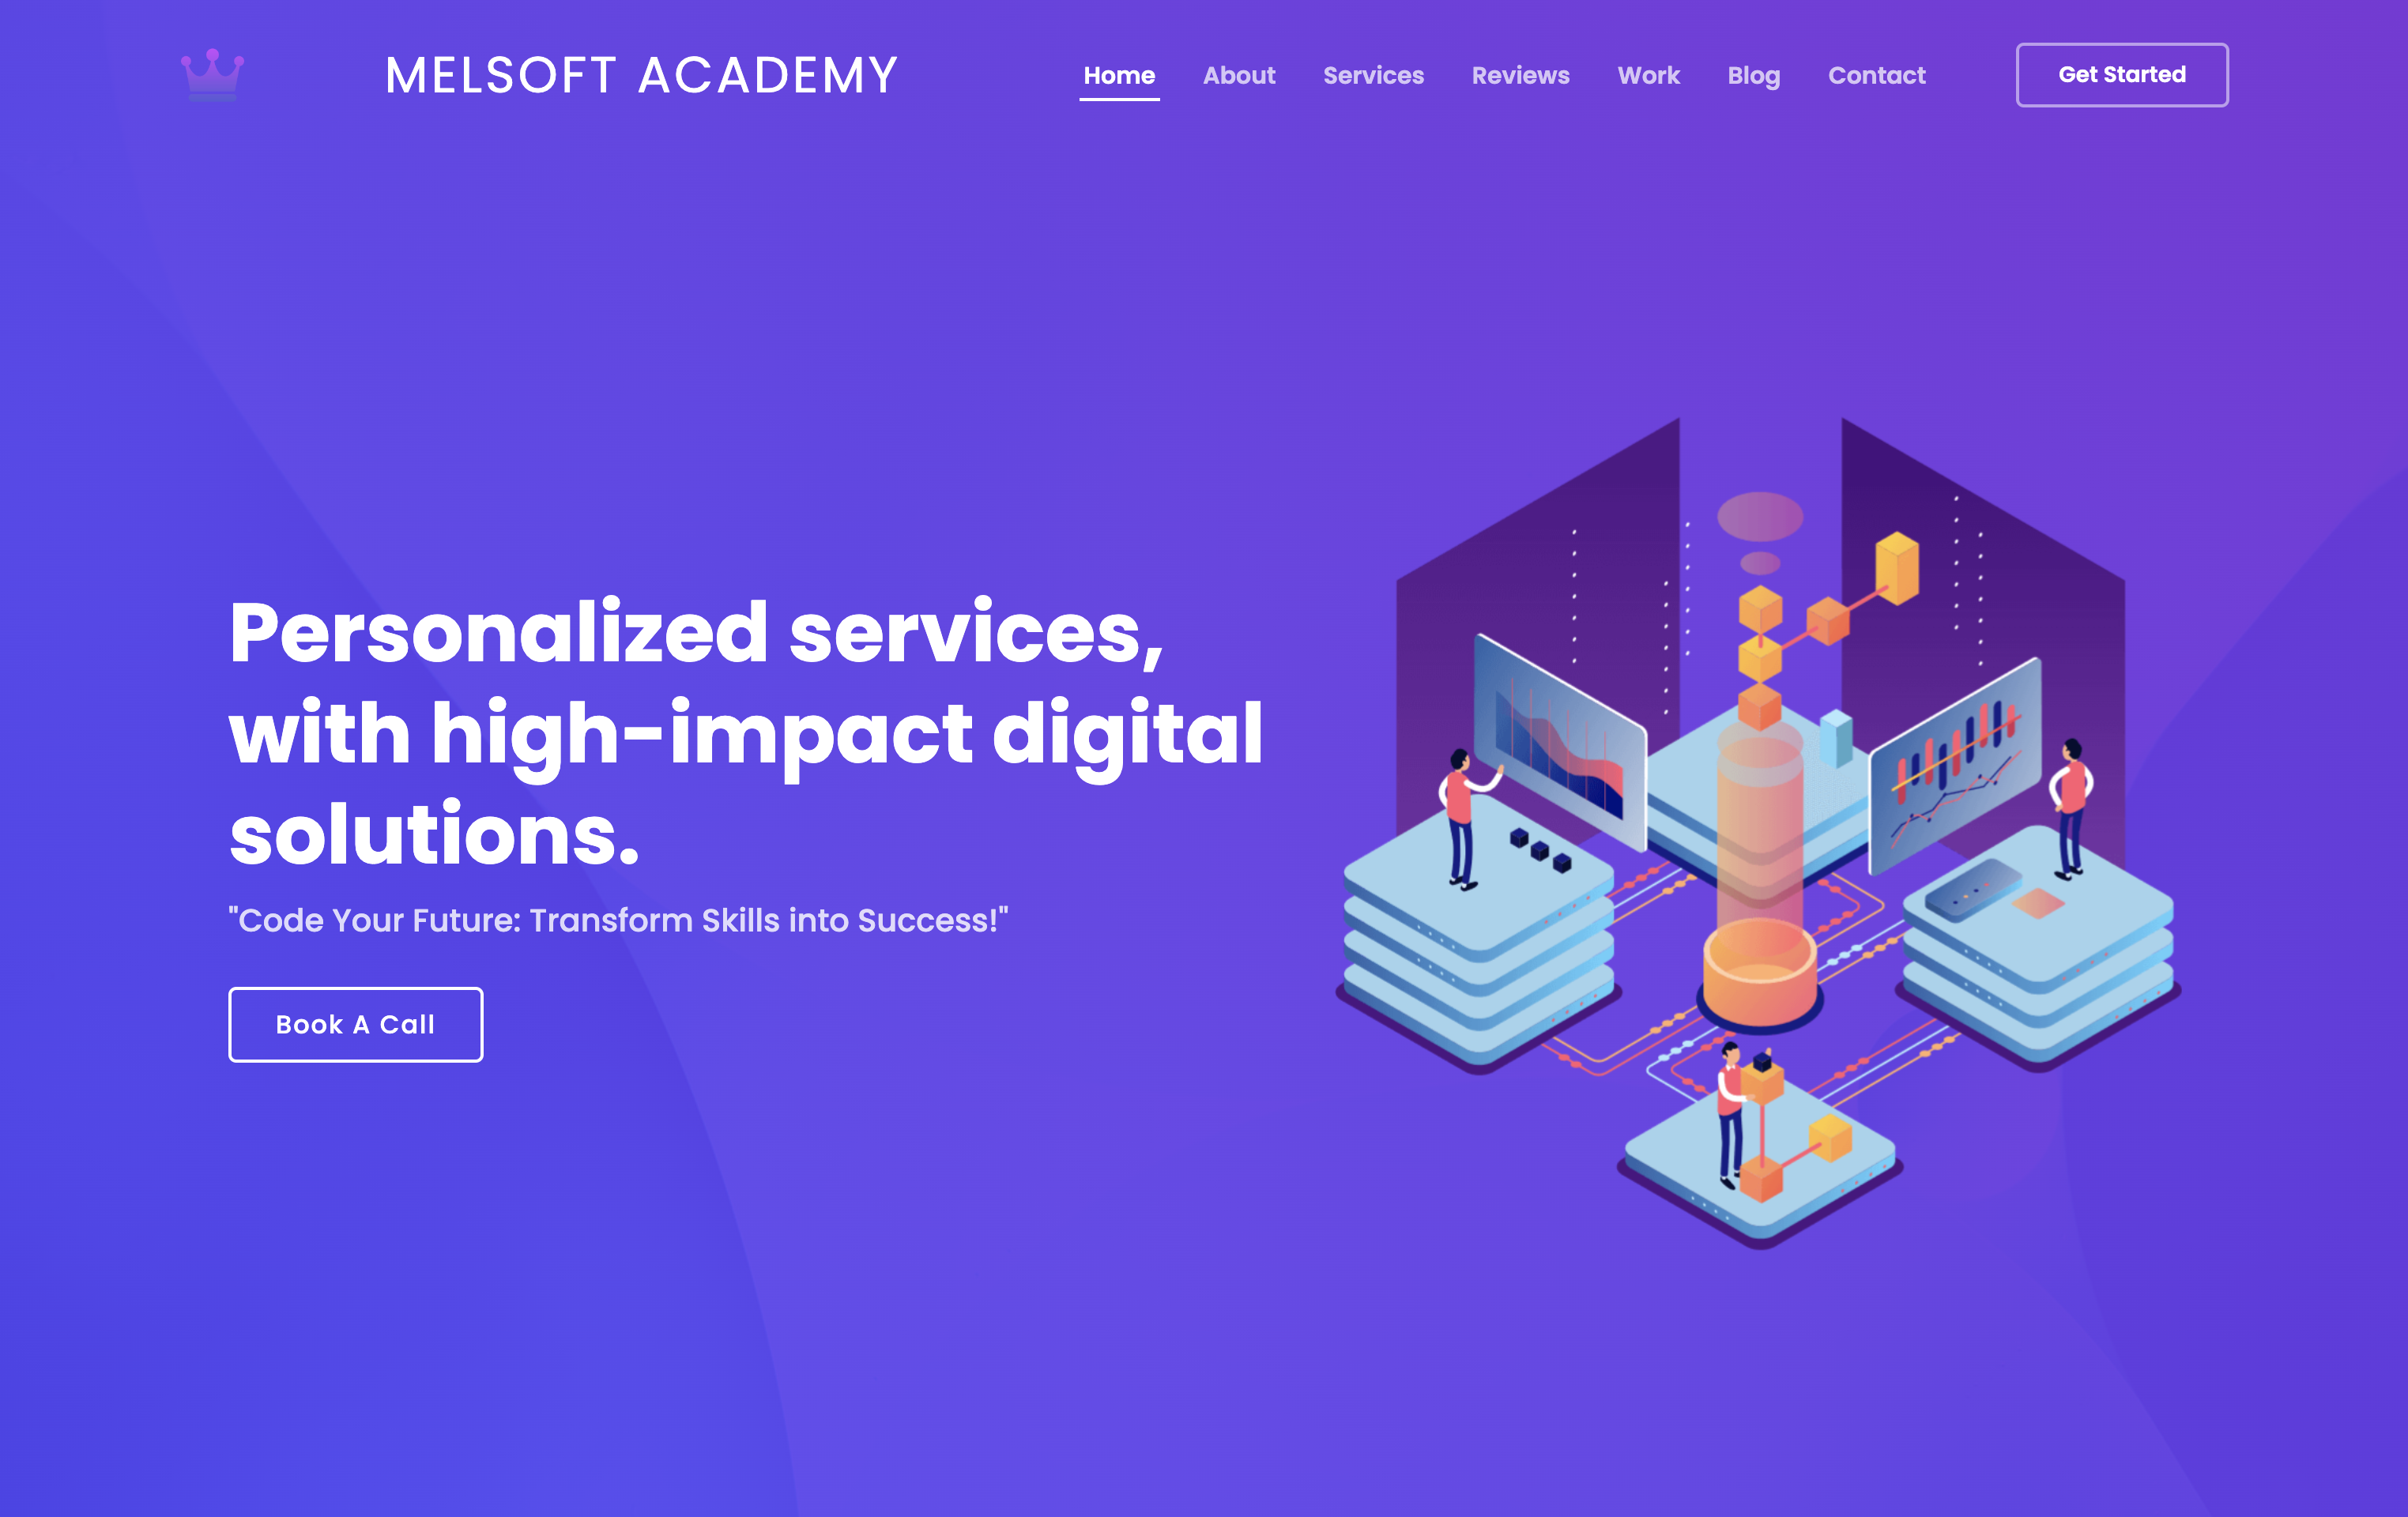 MELSOFT ACADEMY
Home About Services Reviews Work Blog Contact Get Started
Personalized services,
with high-impact digital
solutions.
"Code Your Future: Transform Skills into Success!"
Book A Call